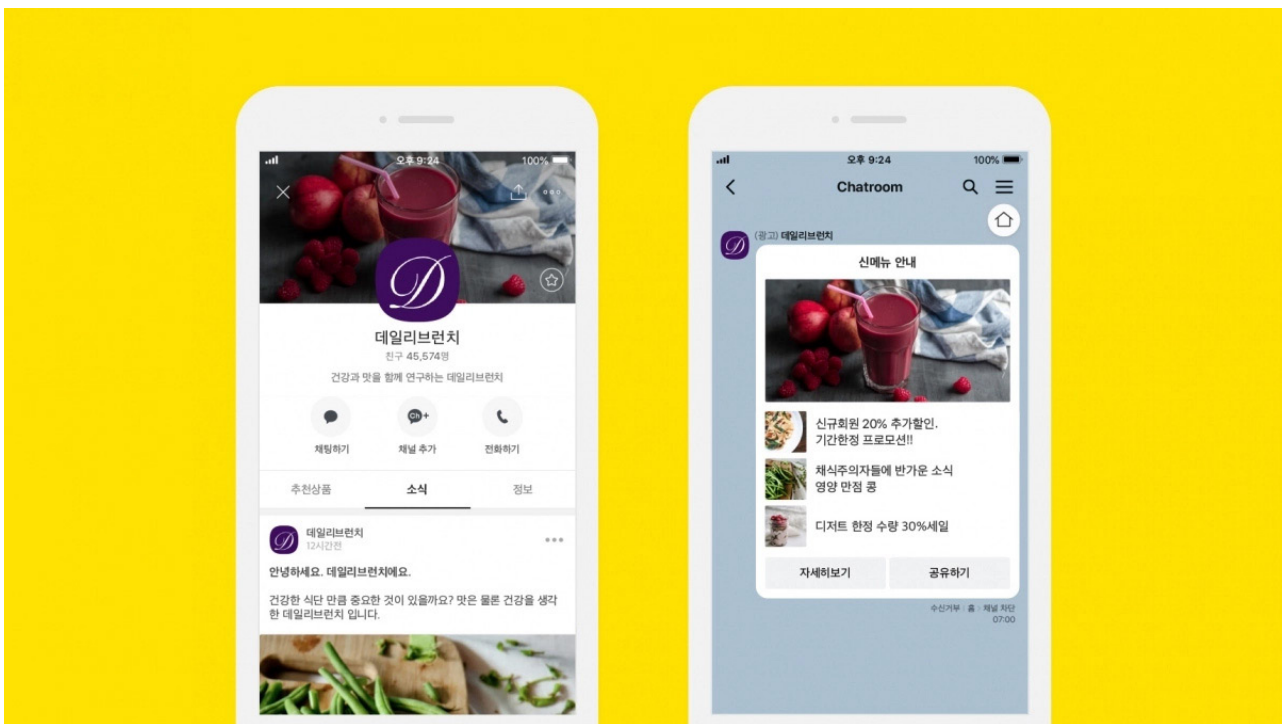 오후 9:24
100%
D
데일리브런치
친구 45,574명
건강과 맛을 함께 연구하는 데일리브런치
Ch+
채팅하기
채널 추가
전화하기
추천상품
소식
정보
D
데일리브런치
12시간전
안녕하세요. 데일리브런치에요.
건강한 식단 만큼 중요한 것이 있을까요? 맛은 물론 건강을 생각
한 데일리브런치 입니다.
오후 9:24
100%
Chatroom
D
(광고) 데일리브런치
신메뉴 안내
신규회원 20% 추가할인.
기간한정 프로모션!!
채식주의자들에 반가운 소식
영양 만점 콩
디저트 한정 수량 30%세일
자세히보기
공유하기
수신거부 | 홈 | 채널 차단
07:00